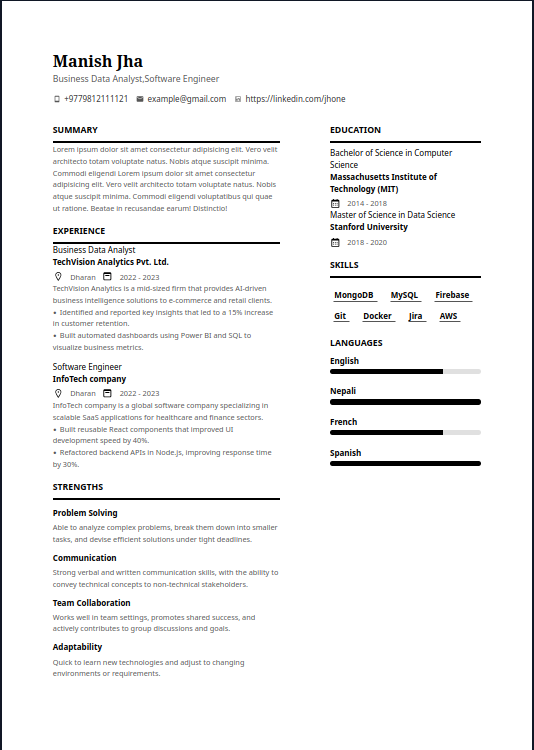 Manish Jha
Business Data Analyst,Software Engineer
+9779812111121 example@gmail.com https://linkedin.com/jhone
SUMMARY
Lorem ipsum dolor sit amet consectetur adipisicing elit. Vero velit
architecto totam voluptate natus. Nobis atque suscipit minima.
Commodi eligendi Lorem ipsum dolor sit amet consectetur
adipisicing elit. Vero velit architecto totam voluptate natus. Nobis
atque suscipit minima. Commodi eligendi voluptatibus qui quae
ut ratione. Beatae in recusandae earum! Distinctio!
EXPERIENCE
Business Data Analyst
TechVision Analytics Pvt. Ltd.
Dharan 2022 - 2023
TechVision Analytics is a mid-sized firm that provides AI-driven
business intelligence solutions to e-commerce and retail clients.
• Identified and reported key insights that led to a 15% increase
in customer retention.
• Built automated dashboards using Power BI and SQL to
visualize business metrics.
Software Engineer
InfoTech company
Dharan 2022 - 2023
InfoTech company is a global software company specializing in
scalable SaaS applications for healthcare and finance sectors.
• Built reusable React components that improved UI
development speed by 40%.
• Refactored backend APIs in Node.js, improving response time
by 30%.
STRENGTHS
Problem Solving
Able to analyze complex problems, break them down into smaller
tasks, and devise efficient solutions under tight deadlines.
Communication
Strong verbal and written communication skills, with the ability to
convey technical concepts to non-technical stakeholders.
Team Collaboration
Works well in team settings, promotes shared success, and
actively contributes to group discussions and goals.
Adaptability
Quick to learn new technologies and adjust to changing
environments or requirements.
EDUCATION
Bachelor of Science in Computer
Science
Massachusetts Institute of
Technology (MIT)
2014 - 2018
Master of Science in Data Science
Stanford University
2018 - 2020
SKILLS
MongoDB MySQL Firebase
Git Docker Jira AWS
LANGUAGES
English
Nepali
French
Spanish